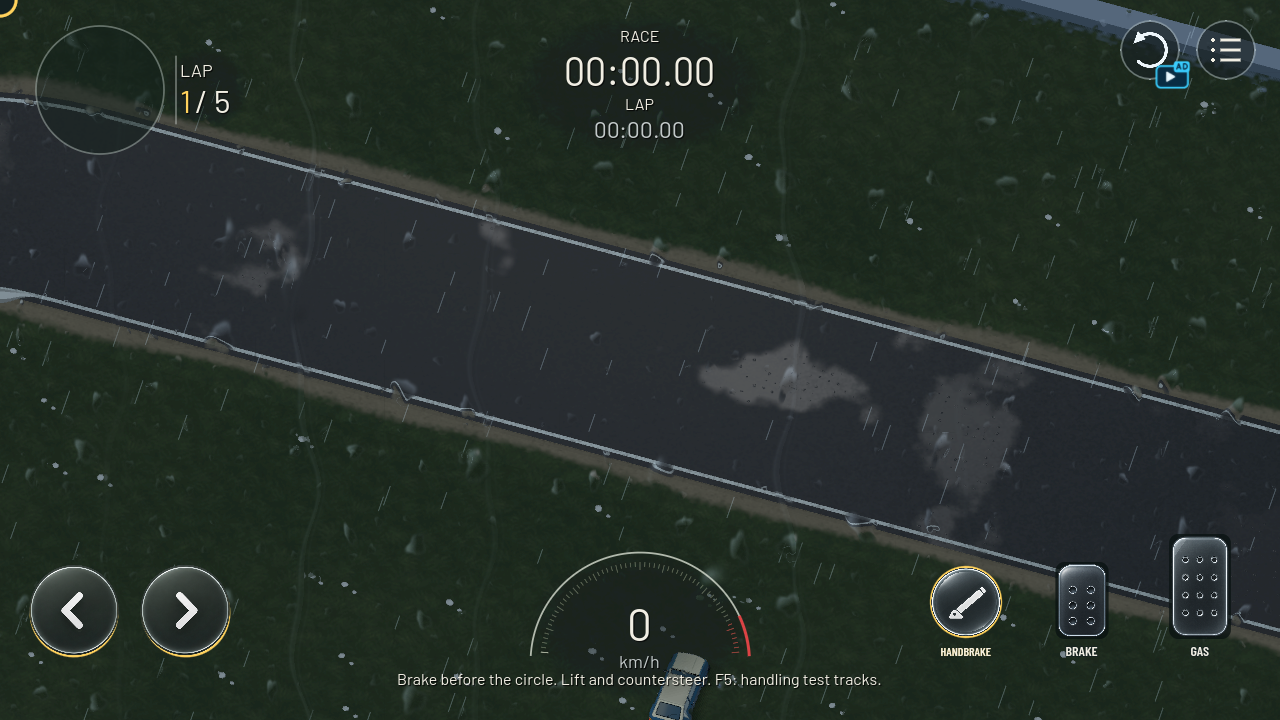 RACE
00:00.00
LAP
00:00.00
LAP
1 / 5
AD
0
km/h
HANDBRAKE
BRAKE
GAS
Brake before the circle. Lift and countersteer. F5: handling test tracks.